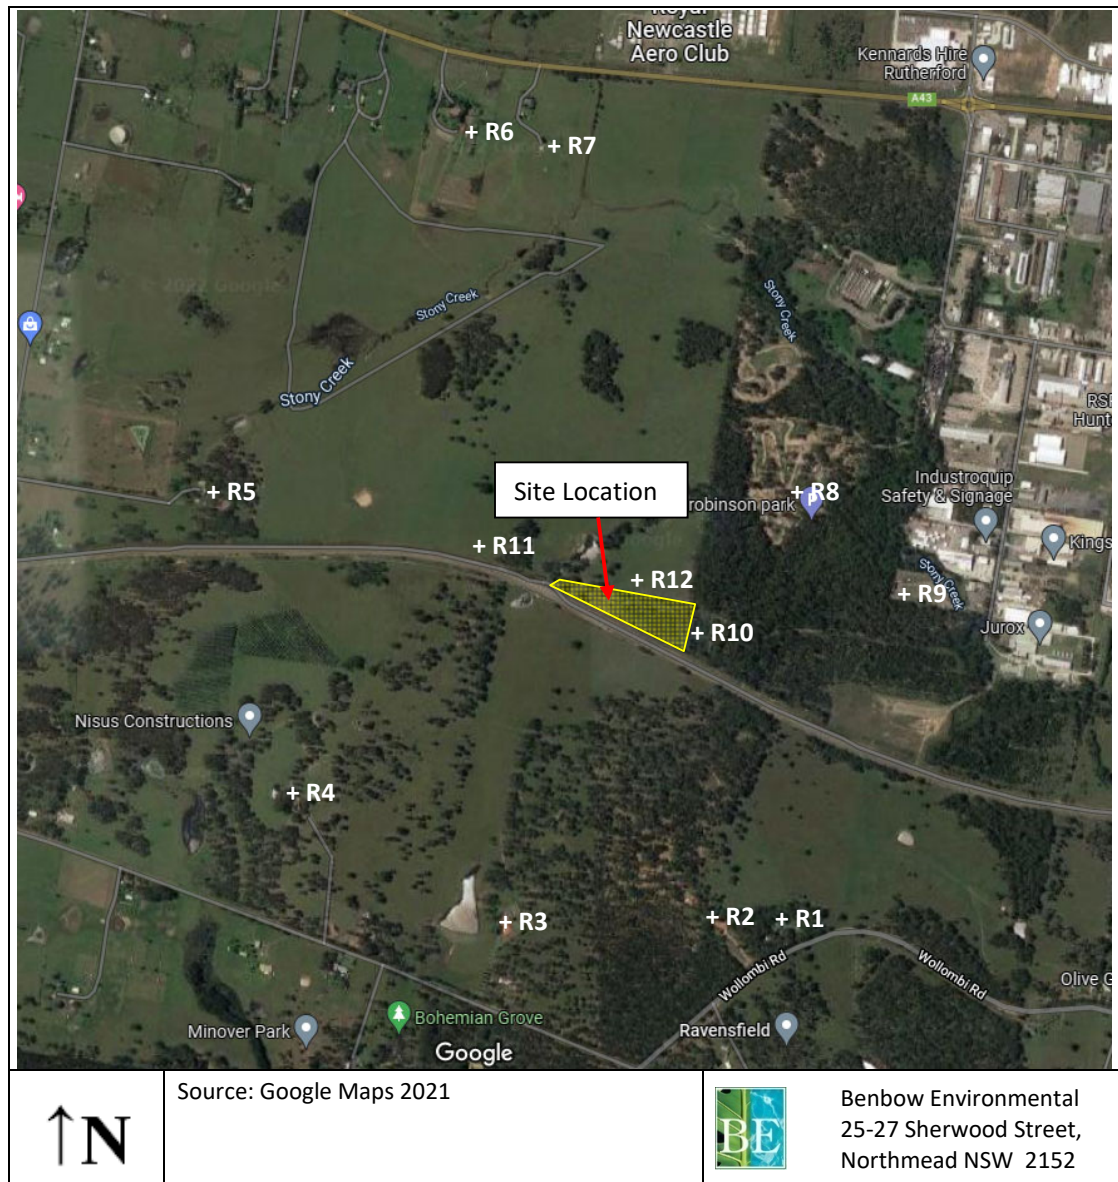 Royal
Newcastle
Aero Club
Kennards Hire
Rutherford
A43
+ R6
+ R7
© 2022 Google
Stony Creek
Stony Creek
Stony Creek
+ R5
Site Location
+ R8
robinson park
P
Industroquip
Safety & Signage
Kings
+ R11
+ R12
+ R9
Stony Creek
+ R10
Jurox
Nisus Constructions
+ R4
+ R3
+ R2
+ R1
Wollombi Rd
Wollombi Rd
Olive G
Bohemian Grove
Minover Park
Ravensfield
Google
↑N
Source: Google Maps 2021
BE
Benbow Environmental
25-27 Sherwood Street,
Northmead NSW 2152